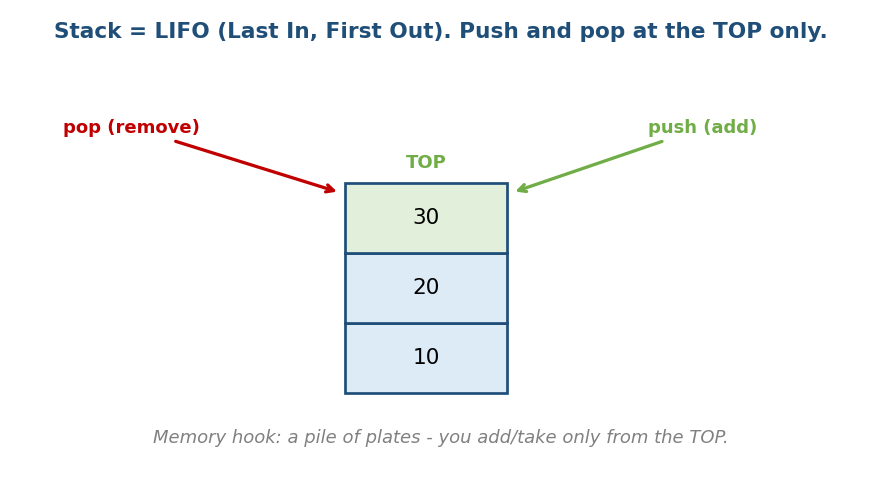 Stack = LIFO (Last In, First Out). Push and pop at the TOP only.
pop (remove)
push (add)
TOP
30
20
10
Memory hook: a pile of plates - you add/take only from the TOP.